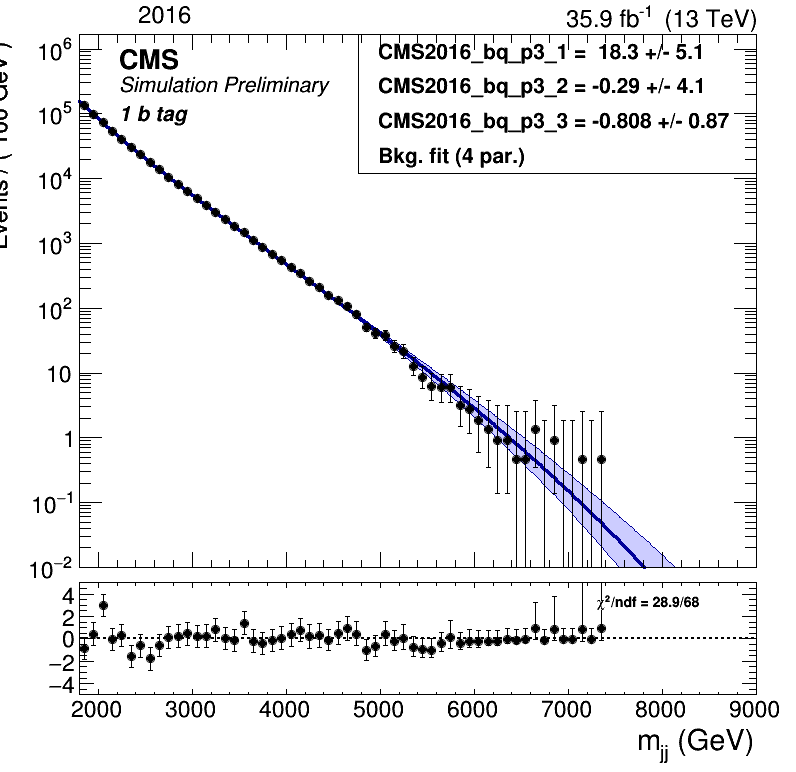 2016
35.9 fb⁻¹ (13 TeV)
CMS
Simulation Preliminary
1 b tag
CMS2016_bq_p3_1 = 18.3 +/- 5.1
CMS2016_bq_p3_2 = -0.29 +/- 4.1
CMS2016_bq_p3_3 = -0.808 +/- 0.87
Bkg. fit (4 par.)
Events / ( 100 GeV )
10⁶
10⁵
10⁴
10³
10²
10
1
10⁻¹
10⁻²
χ²/ndf = 28.9/68
4
2
0
−2
−4
2000 3000 4000 5000 6000 7000 8000 9000
m_jj (GeV)